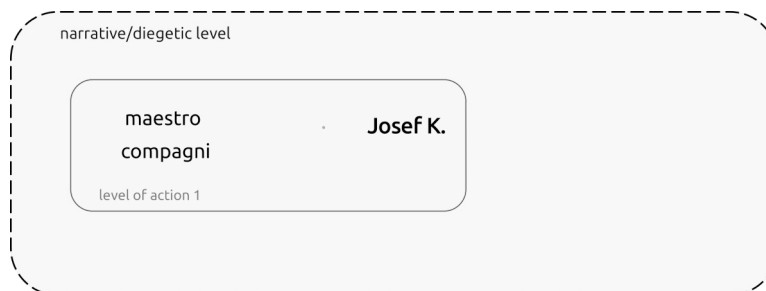 narrative/diegetic level
maestro
Josef K.
compagni
level of action 1